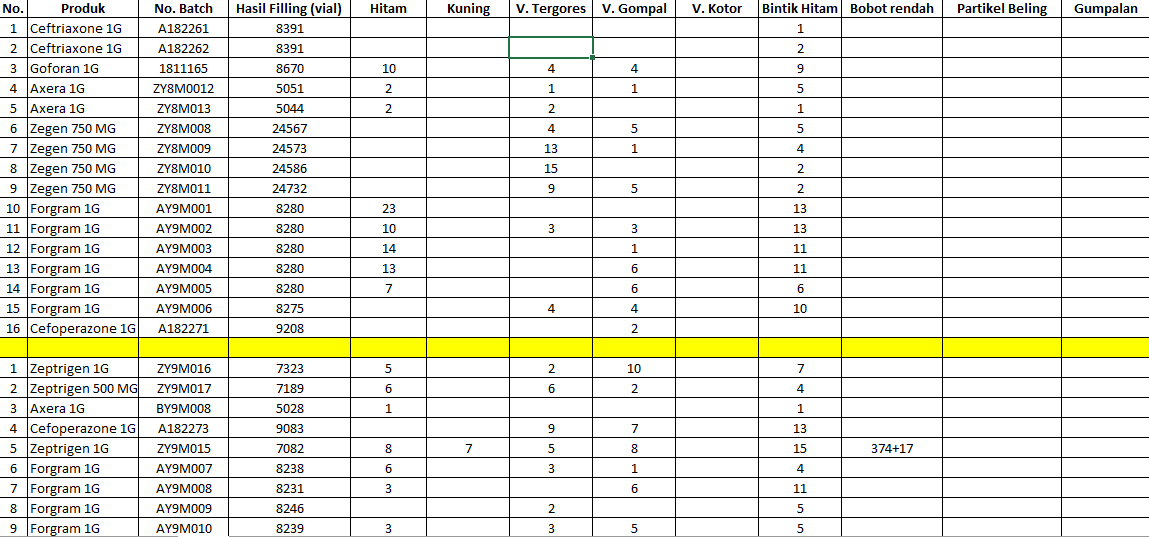 No. Produk No. Batch Hasil Filling (vial) Hitam Kuning V. Tergores V. Gompal V. Kotor Bintik Hitam Bobot rendah Partikel Beling Gumpalan
1 Ceftriaxone 1G A182261 8391 1
2 Ceftriaxone 1G A182262 8391 2
3 Goforan 1G 1811165 8670 10 4 4 9
4 Axera 1G ZY8M0012 5051 2 1 1 5
5 Axera 1G ZY8M013 5044 2 2 1
6 Zegen 750 MG ZY8M008 24567 4 5 5
7 Zegen 750 MG ZY8M009 24573 13 1 4
8 Zegen 750 MG ZY8M010 24586 15 2
9 Zegen 750 MG ZY8M011 24732 9 5 2
10 Forgram 1G AY9M001 8280 23 13
11 Forgram 1G AY9M002 8280 10 3 3 13
12 Forgram 1G AY9M003 8280 14 1 11
13 Forgram 1G AY9M004 8280 13 6 11
14 Forgram 1G AY9M005 8280 7 6 6
15 Forgram 1G AY9M006 8275 4 4 10
16 Cefoperazone 1G A182271 9208 2
1 Zeptrigen 1G ZY9M016 7323 5 2 10 7
2 Zeptrigen 500 MG ZY9M017 7189 6 6 2 4
3 Axera 1G BY9M008 5028 1 1
4 Cefoperazone 1G A182273 9083 9 7 13
5 Zeptrigen 1G ZY9M015 7082 8 7 5 8 15 374+17
6 Forgram 1G AY9M007 8238 6 3 1 4
7 Forgram 1G AY9M008 8231 3 6 11
8 Forgram 1G AY9M009 8246 2 5
9 Forgram 1G AY9M010 8239 3 3 5 5